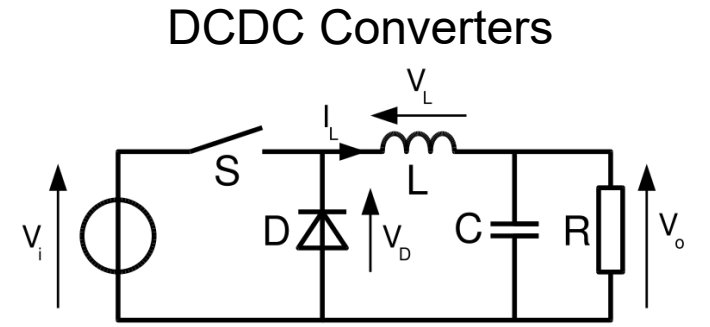 DCDC Converters
V_L
I_L
S
L
V_i
D
V_D
C
R
V_o